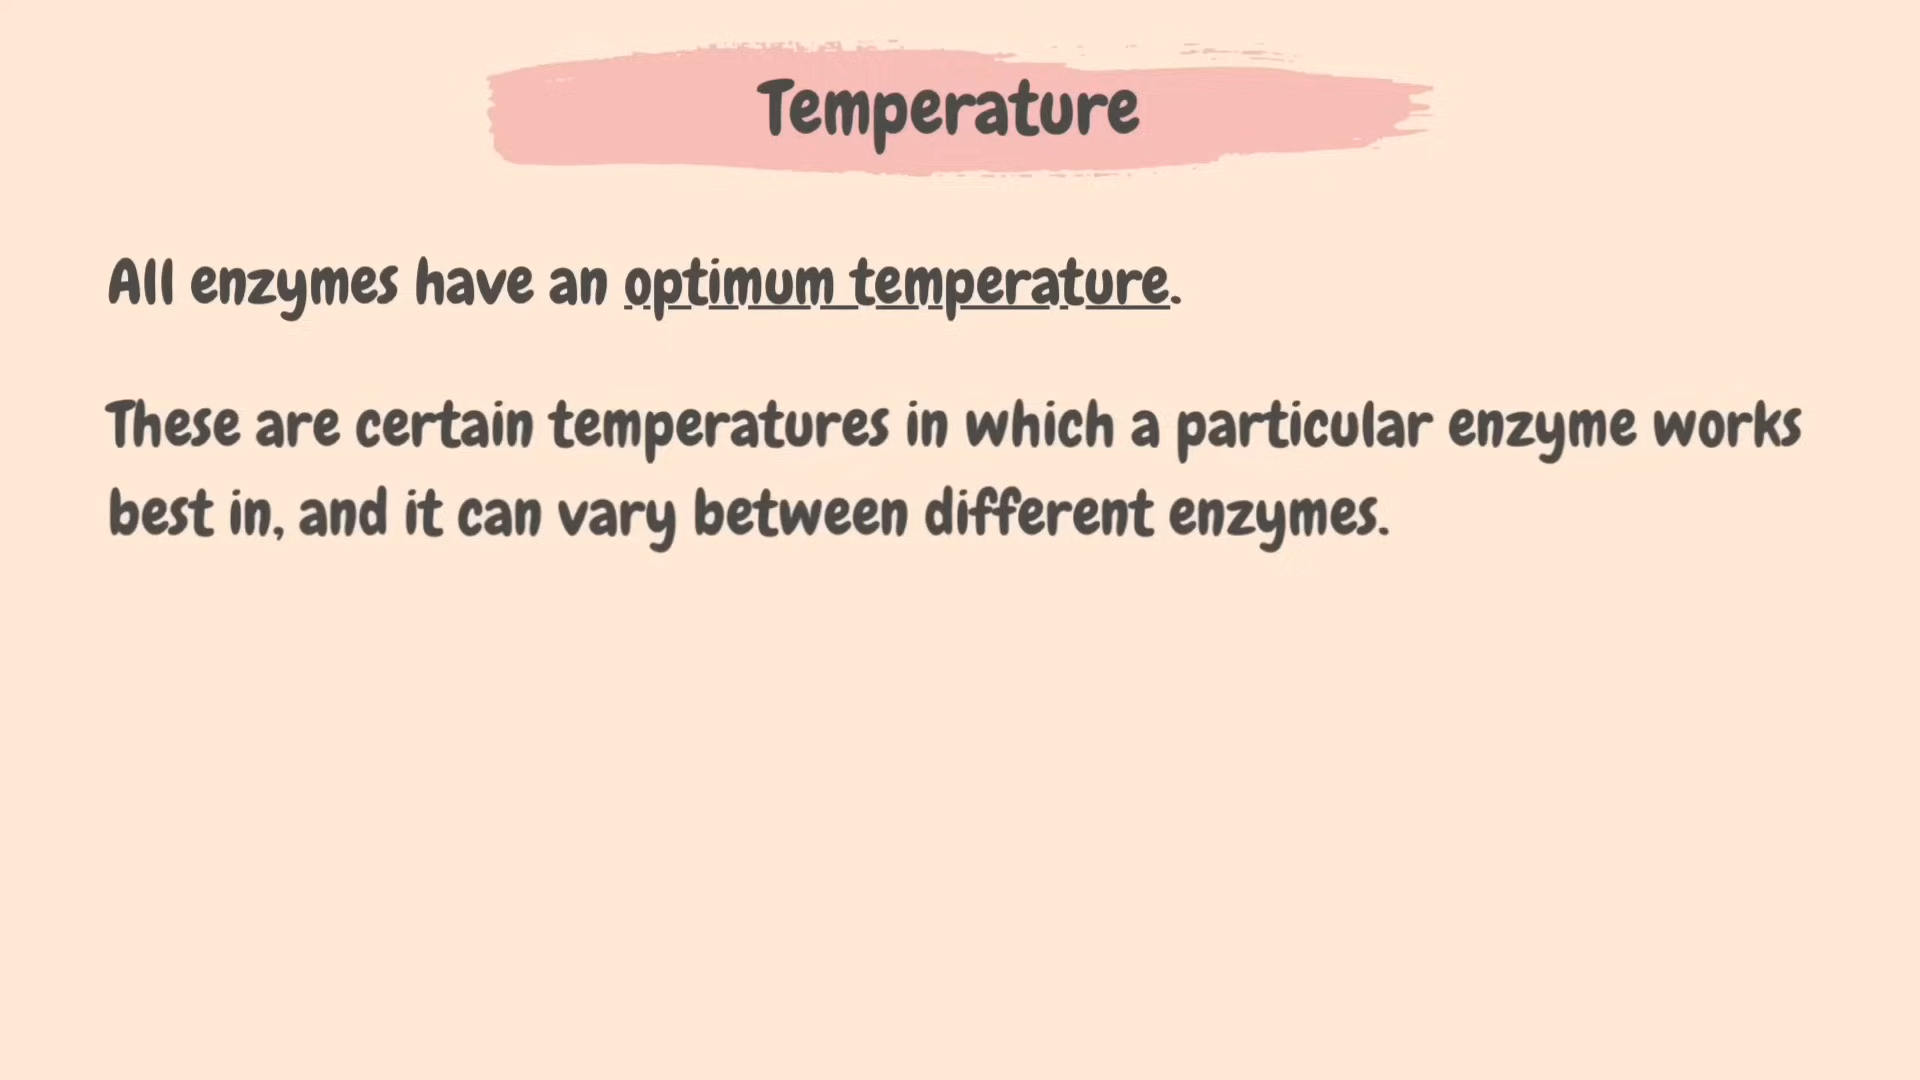 Temperature
All enzymes have an optimum temperature.
These are certain temperatures in which a particular enzyme works
best in, and it can vary between different enzymes.